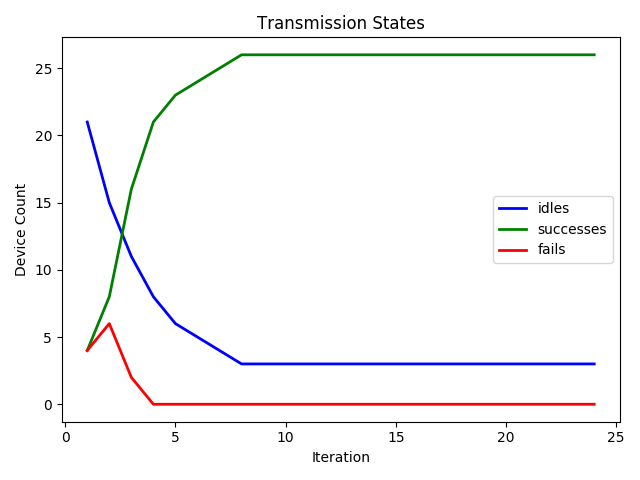 Transmission States
Device Count
25
20
15
10
5
0
idles
successes
fails
0 5 10 15 20 25
Iteration